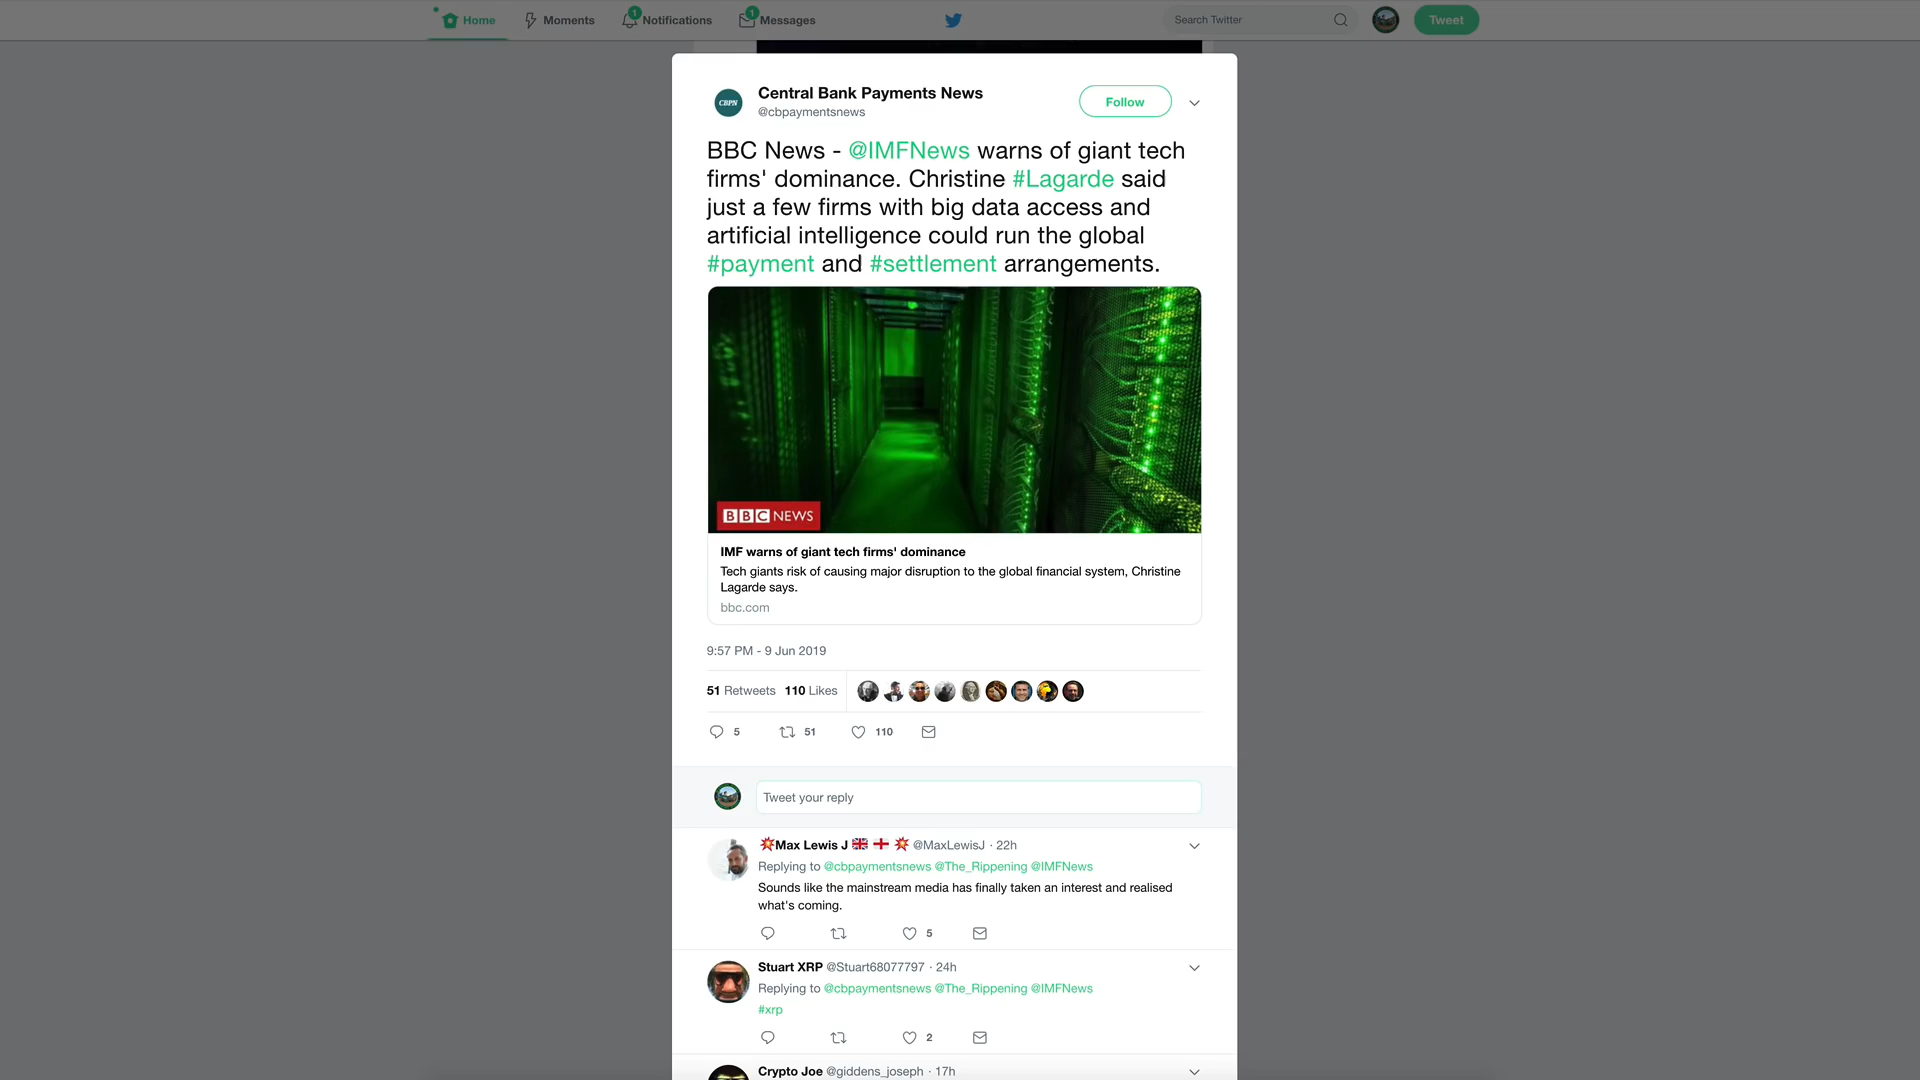 Home
Moments
1
Notifications
1
Messages
Search Twitter
Tweet
CBPN
Central Bank Payments News
@cbpaymentsnews
Follow
BBC News - @IMFNews warns of giant tech
firms' dominance. Christine #Lagarde said
just a few firms with big data access and
artificial intelligence could run the global
#payment and #settlement arrangements.
BBC NEWS
IMF warns of giant tech firms' dominance
Tech giants risk of causing major disruption to the global financial system, Christine
Lagarde says.
bbc.com
9:57 PM - 9 Jun 2019
51 Retweets 110 Likes
5 51 110
Tweet your reply
💥Max Lewis J 🇬🇧 🏴󠁧󠁢󠁥󠁮󠁧󠁿 💥 @MaxLewisJ · 22h
Replying to @cbpaymentsnews @The_Rippening @IMFNews
Sounds like the mainstream media has finally taken an interest and realised
what's coming.
5
Stuart XRP @Stuart68077797 · 24h
Replying to @cbpaymentsnews @The_Rippening @IMFNews
#xrp
2
Crypto Joe @giddens_joseph · 17h